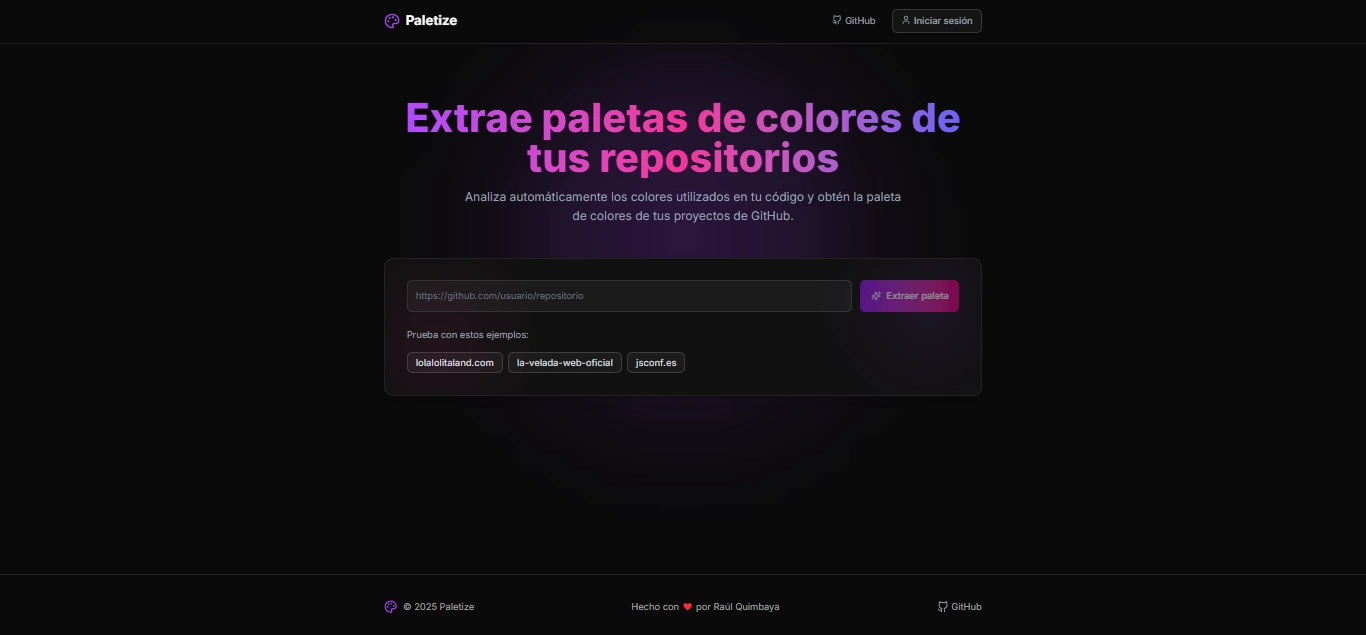 Paletize
GitHub
Iniciar sesión
Extrae paletas de colores de
tus repositorios
Analiza automáticamente los colores utilizados en tu código y obtén la paleta
de colores de tus proyectos de GitHub.
https://github.com/usuario/repositorio
Extraer paleta
Prueba con estos ejemplos:
lolalolitaland.com
la-velada-web-oficial
jsconf.es
© 2025 Paletize
Hecho con ❤️ por Raúl Quimbaya
GitHub